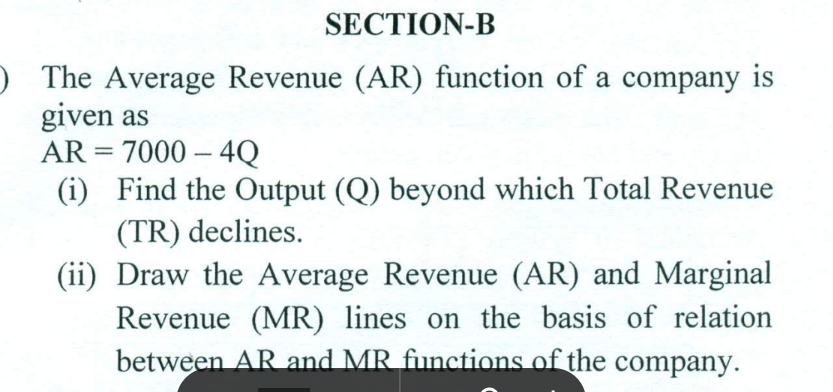 SECTION-B
) The Average Revenue (AR) function of a company is
given as
AR = 7000 – 4Q
(i) Find the Output (Q) beyond which Total Revenue
(TR) declines.
(ii) Draw the Average Revenue (AR) and Marginal
Revenue (MR) lines on the basis of relation
between AR and MR functions of the company.